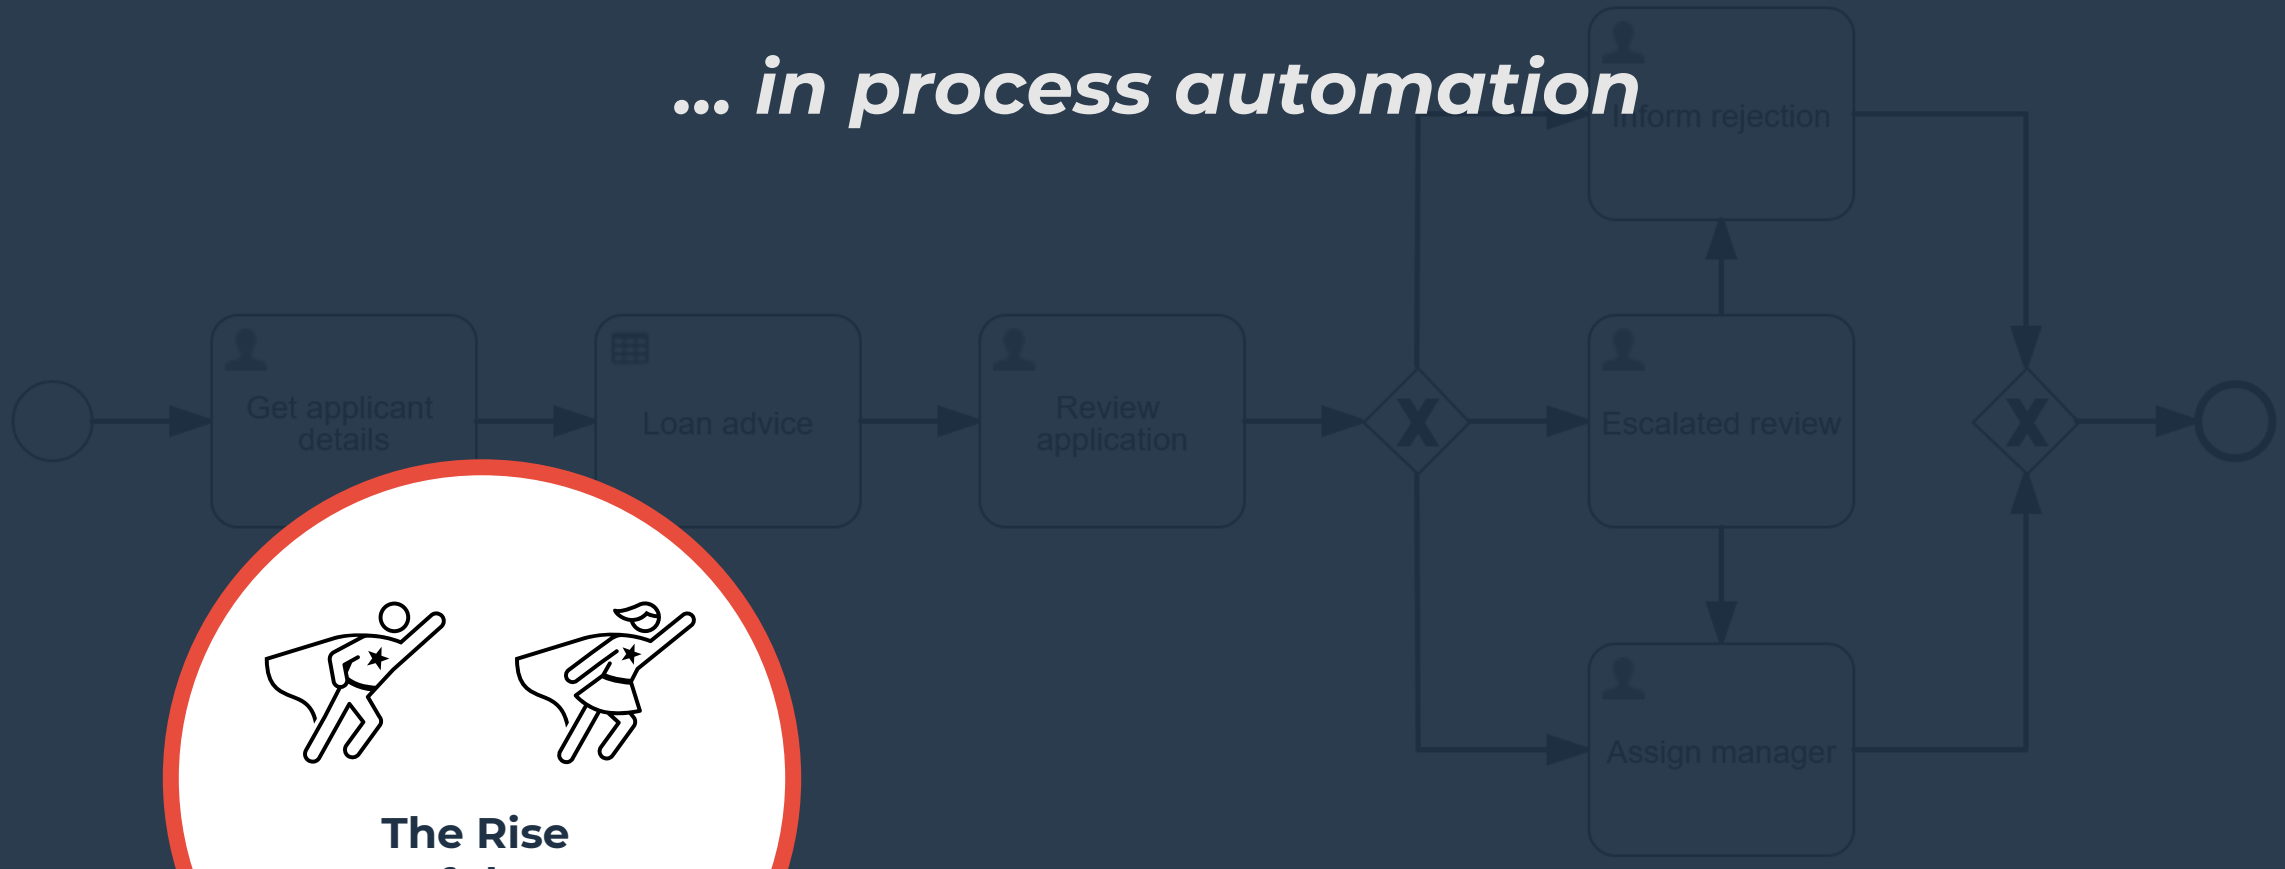 ... in process automation
Inform rejection
Get applicant
details
Loan advice
Review
application
X
Escalated review
X
Assign manager
The Rise